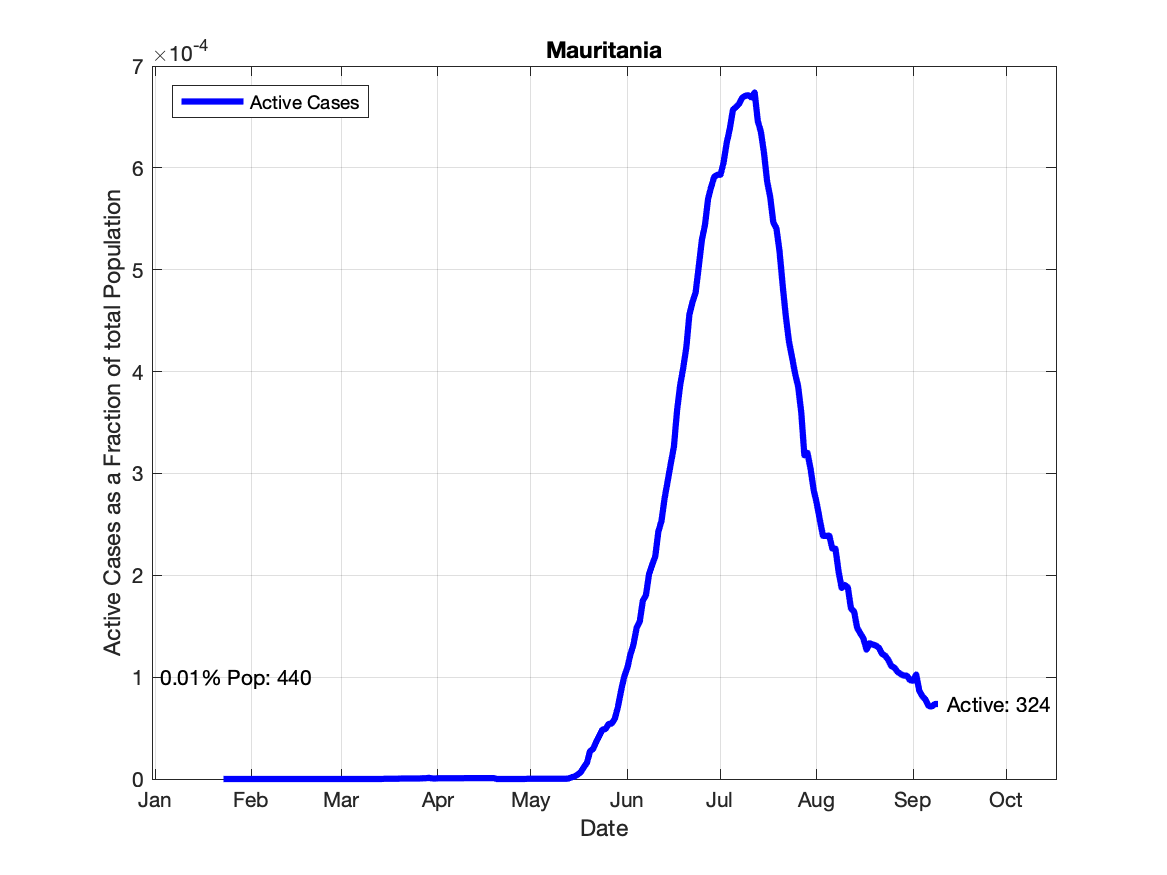 Mauritania
×10⁻⁴
Active Cases
7
6
5
4
3
2
1
0
Active Cases as a Fraction of total Population
0.01% Pop: 440
Active: 324
Jan Feb Mar Apr May Jun Jul Aug Sep Oct
Date